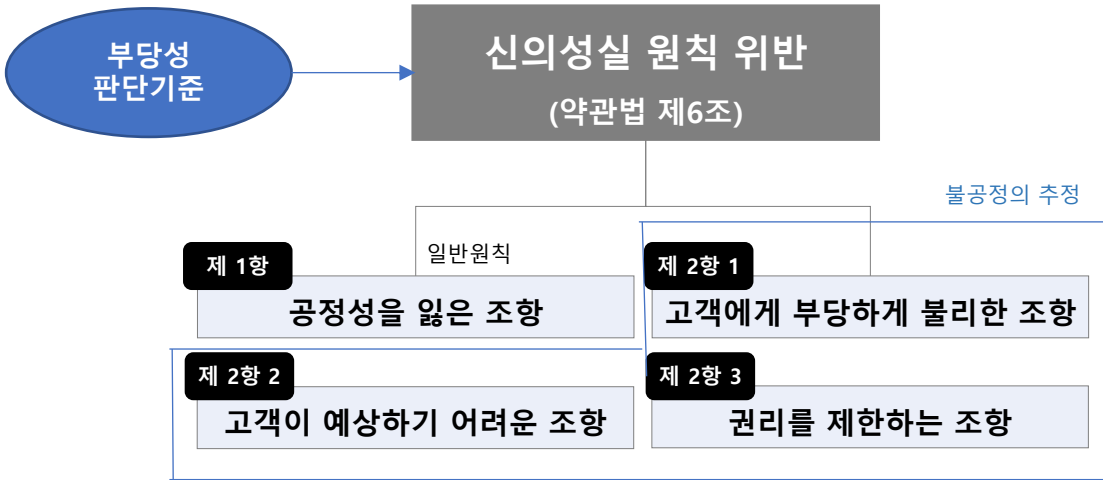 부당성
판단기준
신의성실 원칙 위반
(약관법 제6조)
불공정의 추정
일반원칙
제 1항
공정성을 잃은 조항
제 2항 1
고객에게 부당하게 불리한 조항
제 2항 2
고객이 예상하기 어려운 조항
제 2항 3
권리를 제한하는 조항